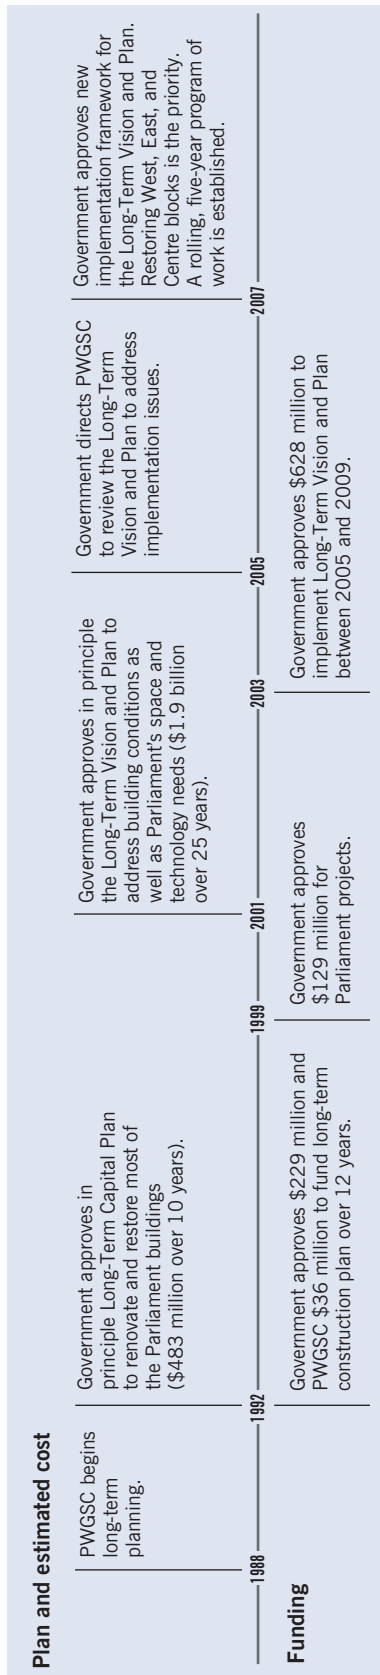 Plan and estimated cost
PWGSC begins
long-term
planning.
Government approves in
principle Long-Term Capital Plan
to renovate and restore most of
the Parliament buildings
($483 million over 10 years).
Government approves in principle
the Long-Term Vision and Plan to
address building conditions as
well as Parliament's space and
technology needs ($1.9 billion
over 25 years).
Government directs PWGSC
to review the Long-Term
Vision and Plan to address
implementation issues.
Government approves new
implementation framework for
the Long-Term Vision and Plan.
Restoring West, East, and
Centre blocks is the priority.
A rolling, five-year program of
work is established.
1988 1992 1999 2001 2003 2005 2007
Funding
Government approves $229 million and
PWGSC $36 million to fund long-term
construction plan over 12 years.
Government approves
$129 million for
Parliament projects.
Government approves $628 million to
implement Long-Term Vision and Plan
between 2005 and 2009.